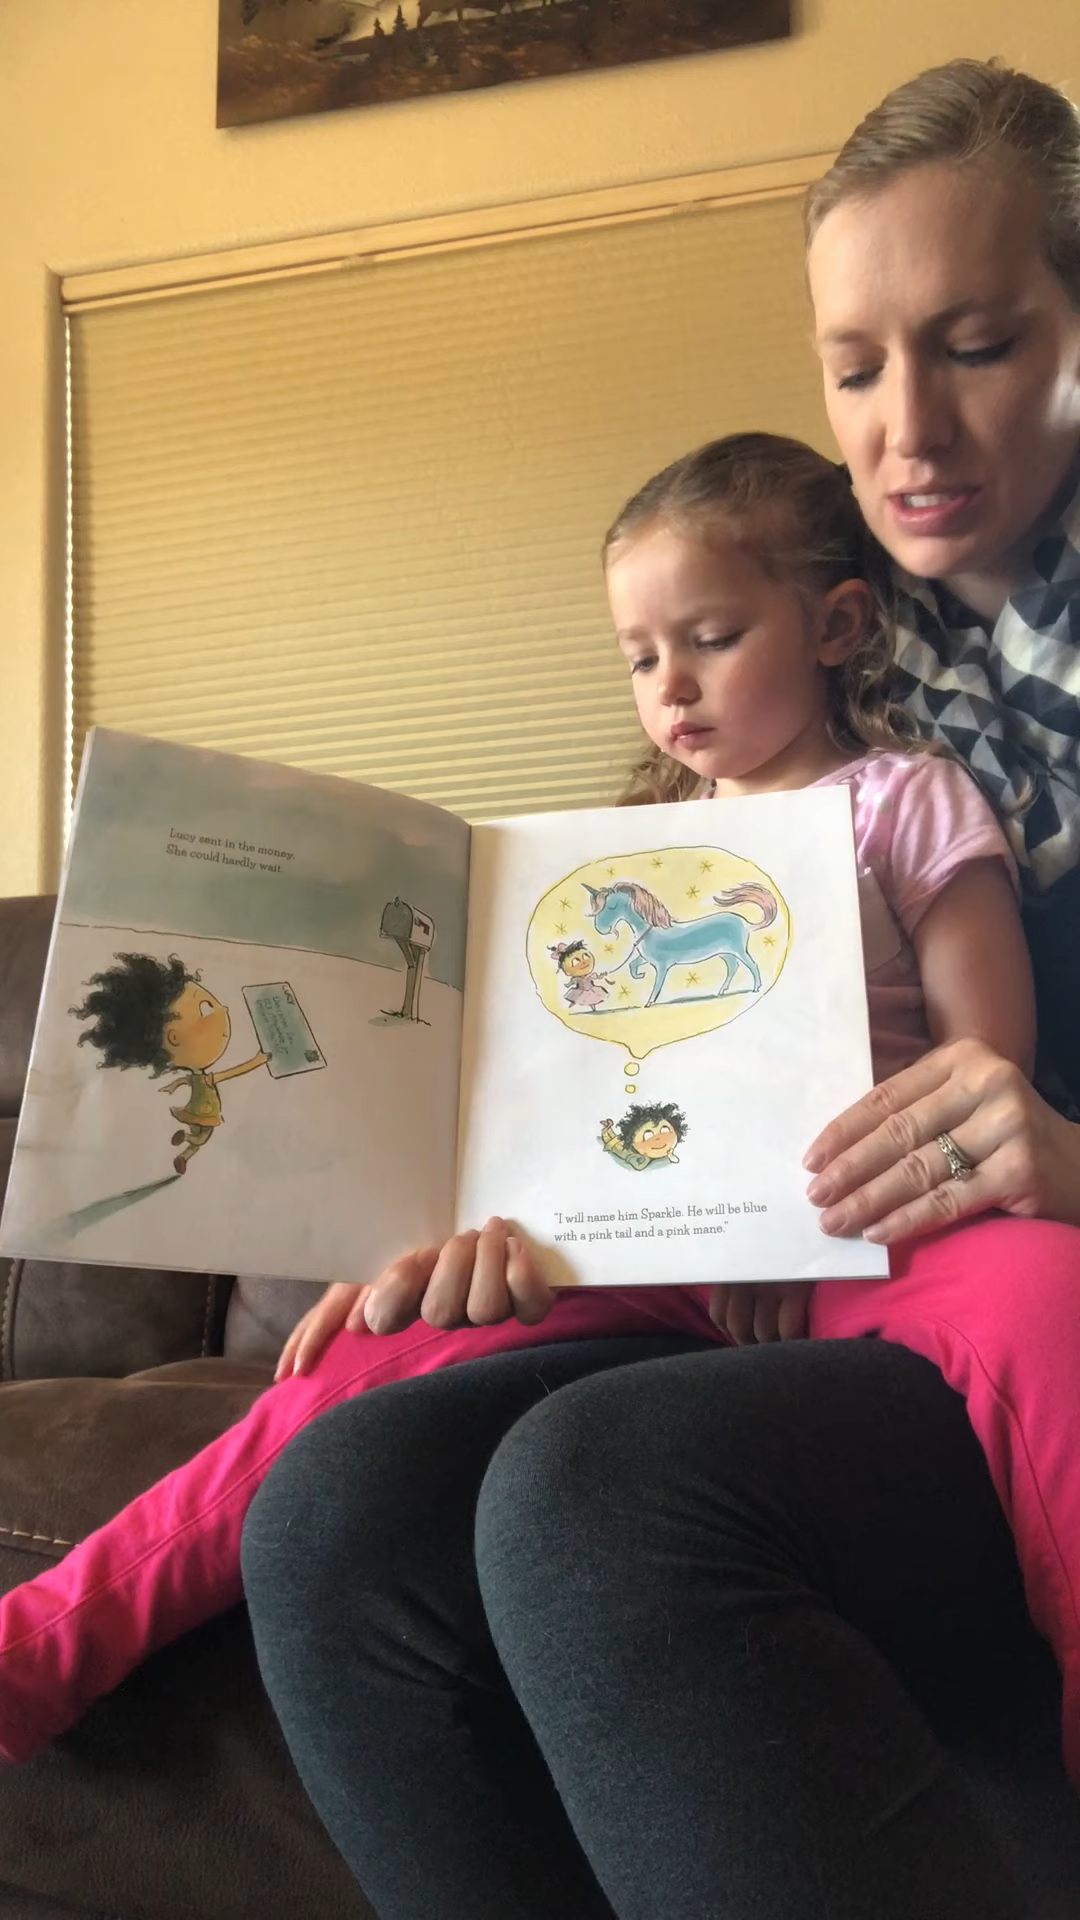 Lucy sent in the money.
She could hardly wait.
"I will name him Sparkle. He will be blue
with a pink tail and a pink mane."